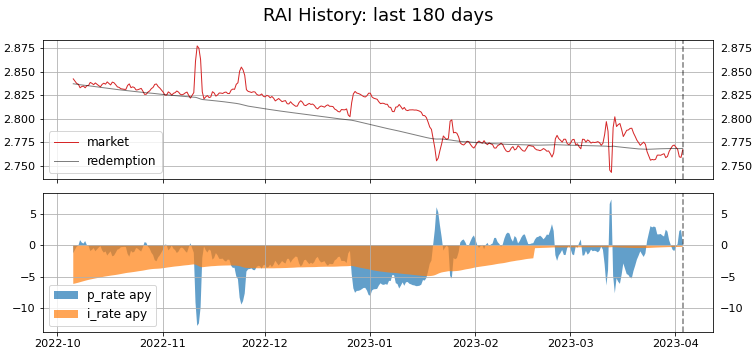 RAI History: last 180 days
2.875 2.875
2.850 2.850
2.825 2.825
2.800 2.800
2.775 2.775
2.750 2.750
market
redemption
5 5
0 0
−5 −5
−10 −10
p_rate apy
i_rate apy
2022-10 2022-11 2022-12 2023-01 2023-02 2023-03 2023-04